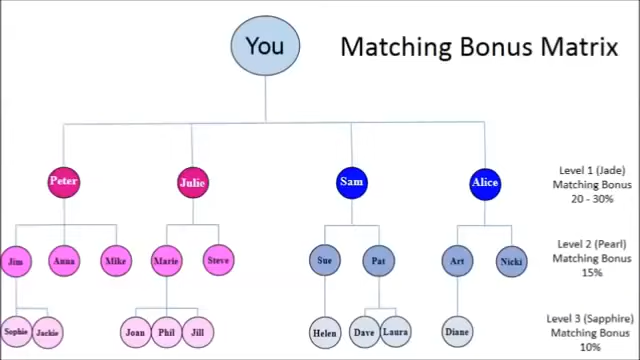 You
Matching Bonus Matrix
Peter
Julie
Sam
Alice
Level 1 (Jade)
Matching Bonus
20 - 30%
Jim
Anna
Mike
Marie
Steve
Sue
Pat
Art
Nicki
Level 2 (Pearl)
Matching Bonus
15%
Sophie
Jackie
Joan
Phil
Jill
Helen
Dave
Laura
Diane
Level 3 (Sapphire)
Matching Bonus
10%